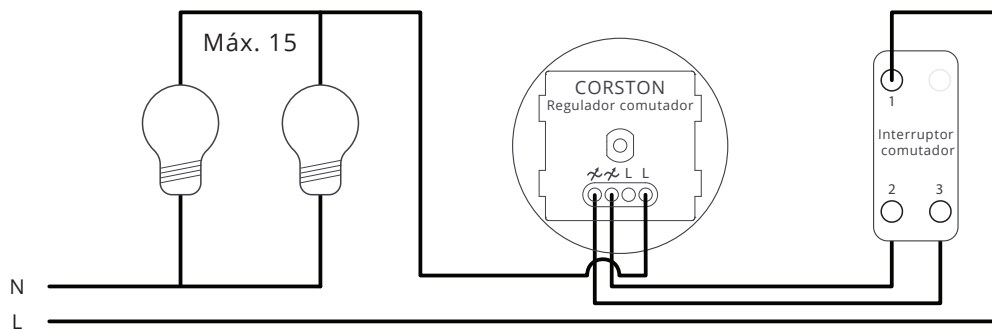 Máx. 15
CORSTON
Regulador comutador
L L
1
Interruptor
comutador
2 3
N
L